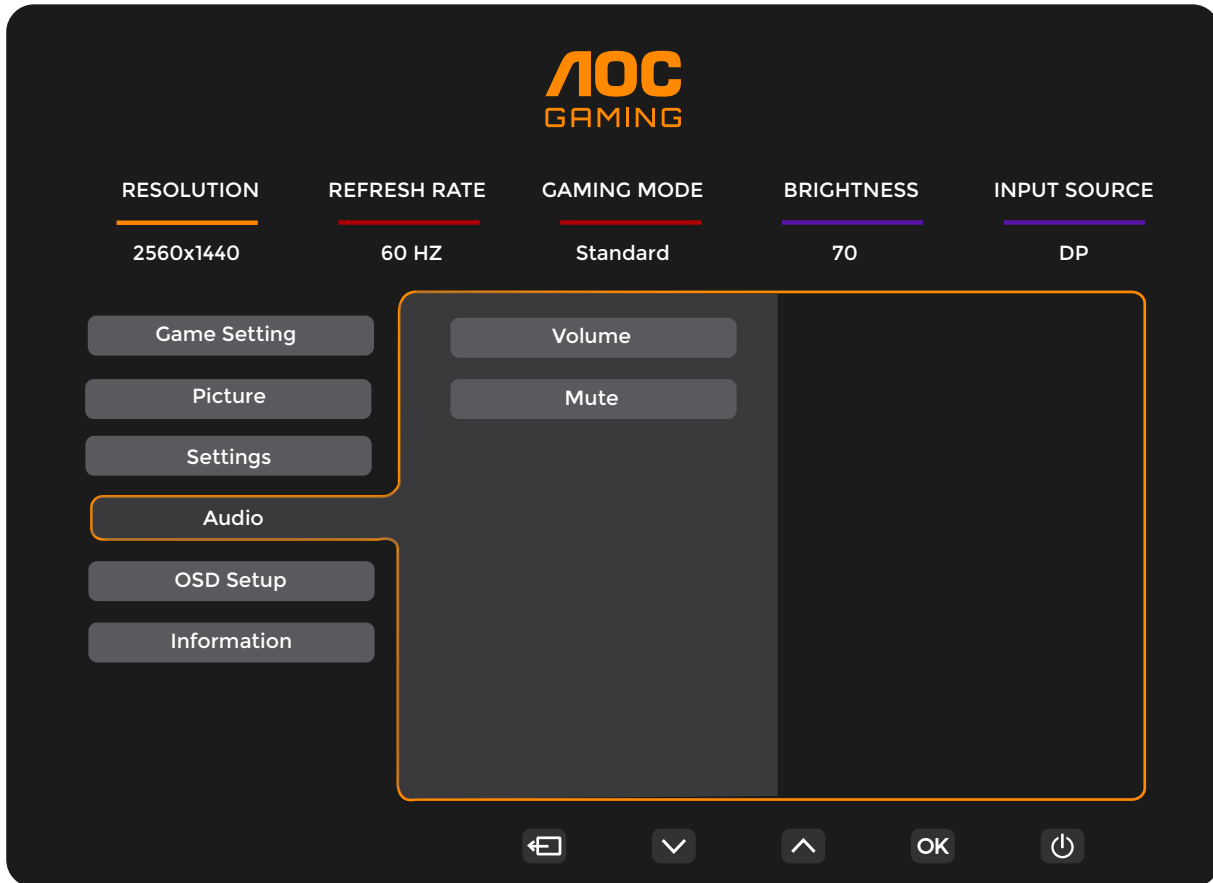 AOC
GAMING
RESOLUTION REFRESH RATE GAMING MODE BRIGHTNESS INPUT SOURCE
2560x1440 60 HZ Standard 70 DP
Game Setting Volume
Picture Mute
Settings
Audio
OSD Setup
Information
OK